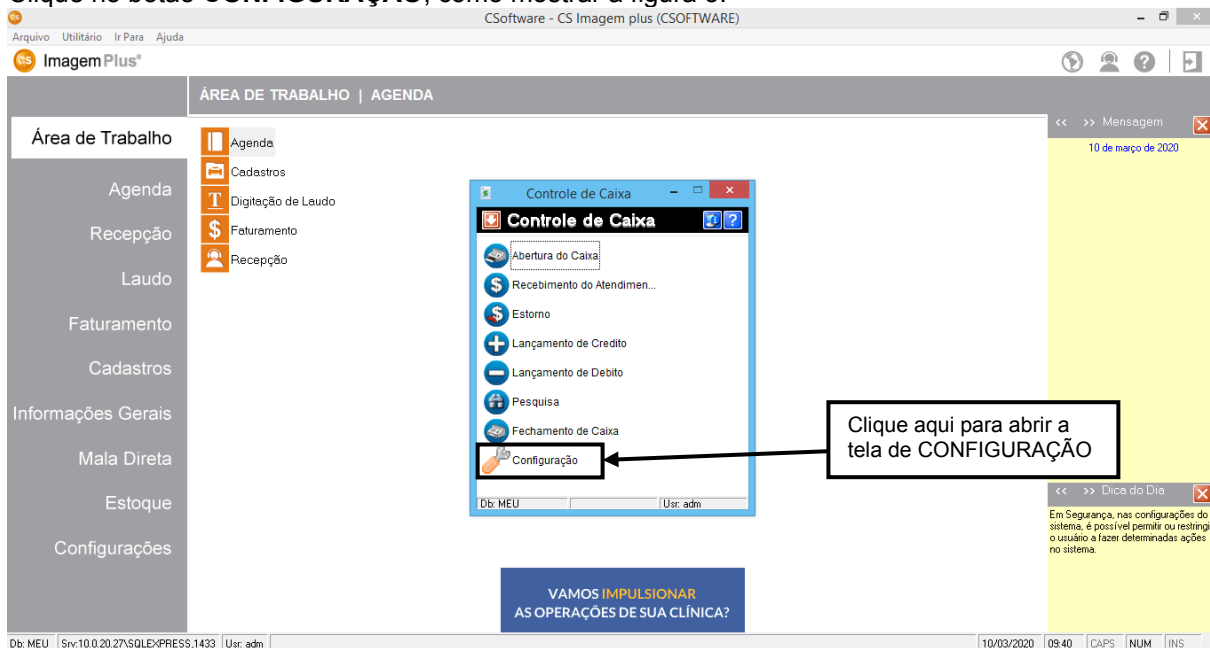 CSoftware - CS Imagem plus (CSOFTWARE)
Arquivo Utilitário Ir Para Ajuda
cs Imagem Plus®
ÁREA DE TRABALHO | AGENDA
Área de Trabalho
Agenda
Recepção
Laudo
Faturamento
Cadastros
Informações Gerais
Mala Direta
Estoque
Configurações
Agenda
Cadastros
Digitação de Laudo
Faturamento
Recepção
Controle de Caixa
Controle de Caixa
Abertura do Caixa
Recebimento do Atendimen...
Estorno
Lançamento de Credito
Lançamento de Debito
Pesquisa
Fechamento de Caixa
Configuração
Db: MEU Usr: adm
Clique aqui para abrir a
tela de CONFIGURAÇÃO
<< >> Mensagem
10 de março de 2020
<< >> Dica do Dia
Em Segurança, nas configurações do
sistema, é possível permitir ou restringi
o usuário a fazer determinadas ações
no sistema.
VAMOS IMPULSIONAR
AS OPERAÇÕES DE SUA CLÍNICA?
Db: MEU Srv:10.0.20.27\SQLEXPRESS,1433 Usr: adm 10/03/2020 09:40 CAPS NUM INS